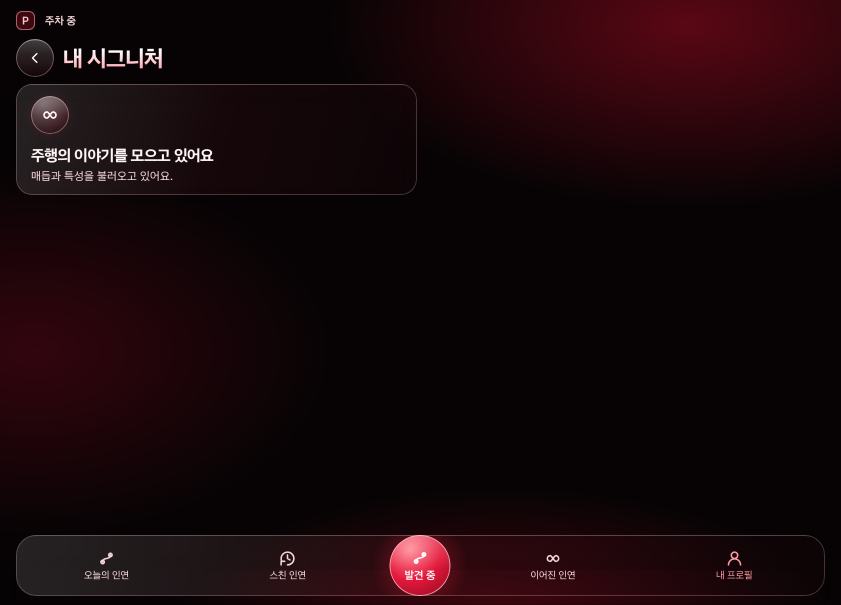 P 주차 중
내 시그니처
주행의 이야기를 모으고 있어요
매듭과 특성을 불러오고 있어요.
오늘의 인연
스친 인연
발견 중
이어진 인연
내 프로필